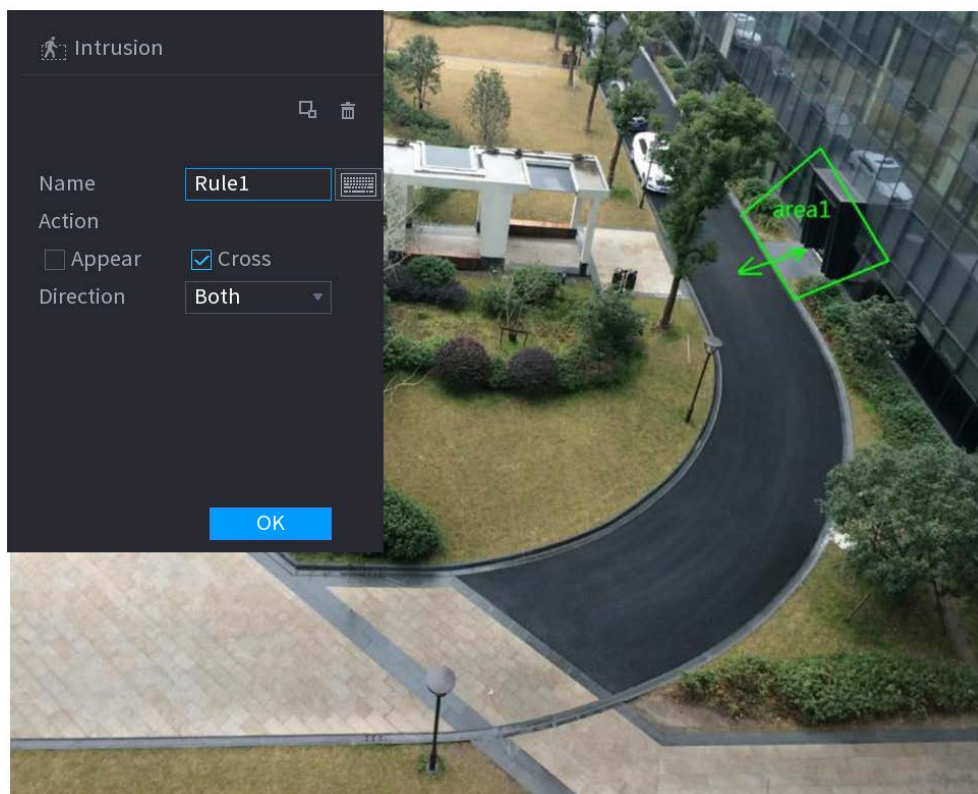 Intrusion
Name Rule1
Action
Appear Cross
Direction Both
OK
area1